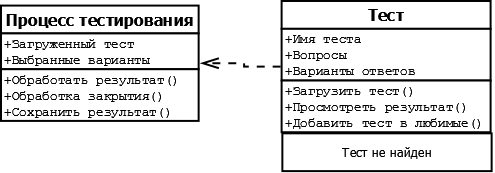 Процесс тестирования
+Загруженный тест
+Выбранные варианты
+Обработать результат()
+Обработка закрытия()
+Сохранить результат()
Тест
+Имя теста
+Вопросы
+Варианты ответов
+Загрузить тест()
+Просмотреть результат()
+Добавить тест в любимые()
Тест не найден